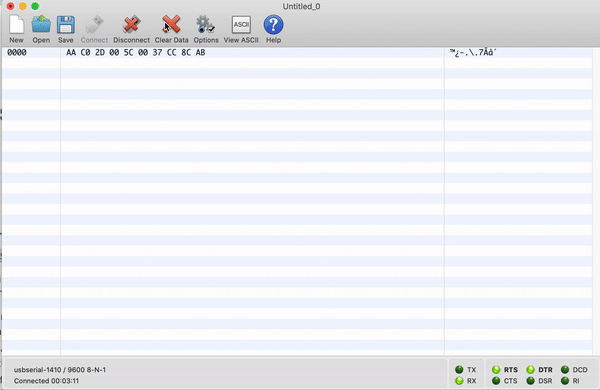 Untitled_0
New Open Save Connect Disconnect Clear Data Options View ASCII Help
ASCII
0000 AA C0 2D 00 5C 00 37 CC 8C AB ™¿-.\.7Ãå´
usbserial-1410 / 9600 8-N-1
Connected 00:03:11
TX RTS DTR DCD
RX CTS DSR RI